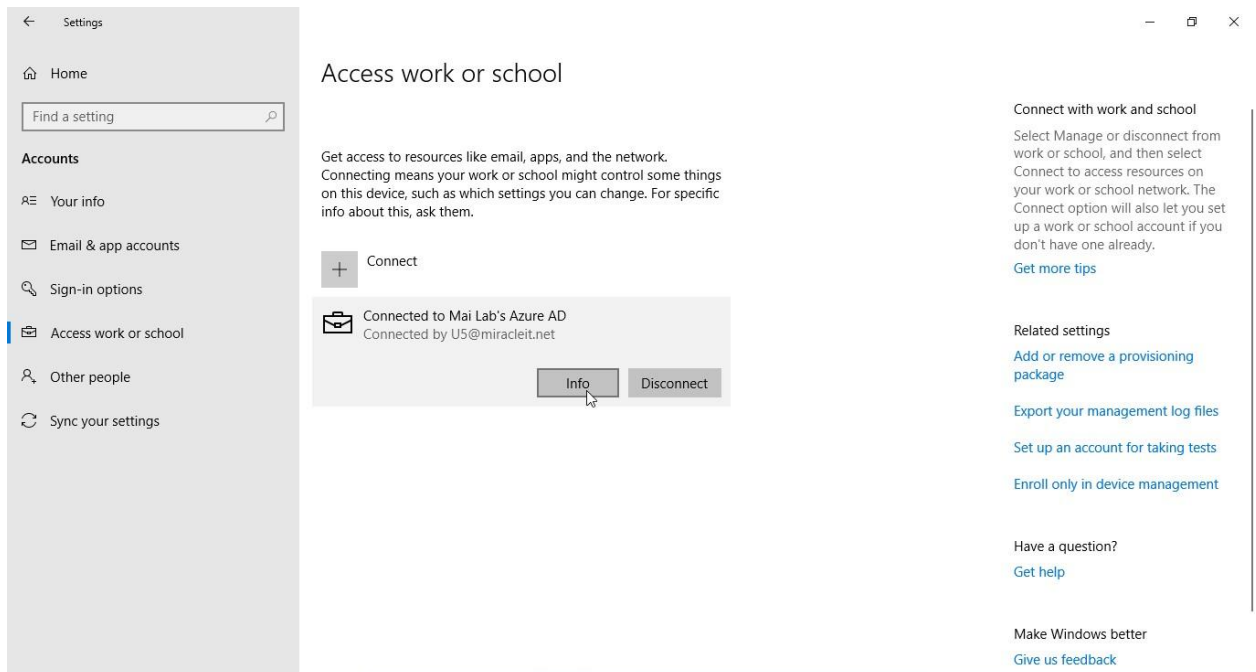 Settings
Home
Find a setting
Accounts
Your info
Email & app accounts
Sign-in options
Access work or school
Other people
Sync your settings
Access work or school
Get access to resources like email, apps, and the network.
Connecting means your work or school might control some things
on this device, such as which settings you can change. For specific
info about this, ask them.
Connect
Connected to Mai Lab's Azure AD
Connected by U5@miracleit.net
Info
Disconnect
Connect with work and school
Select Manage or disconnect from
work or school, and then select
Connect to access resources on
your work or school network. The
Connect option will also let you set
up a work or school account if you
don't have one already.
Get more tips
Related settings
Add or remove a provisioning
package
Export your management log files
Set up an account for taking tests
Enroll only in device management
Have a question?
Get help
Make Windows better
Give us feedback